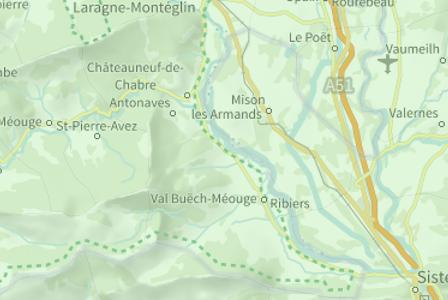 Laragne-Montéglin
Rourebeau
Le Poët
Vaumeilh
Châteauneuf-de-
Chabre
A51
Antonaves
Mison
les Armands
Valernes
Méouge
St-Pierre-Avez
Val Buëch-Méouge
Ribiers